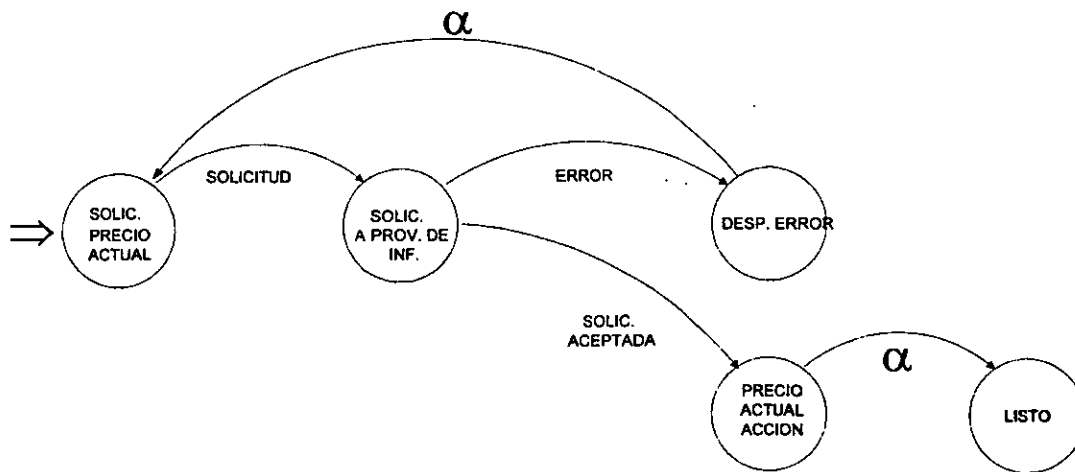 α
SOLICITUD
ERROR
SOLIC.
PRECIO
ACTUAL
SOLIC.
A PROV. DE
INF.
DESP. ERROR
SOLIC.
ACEPTADA
α
PRECIO
ACTUAL
ACCION
LISTO